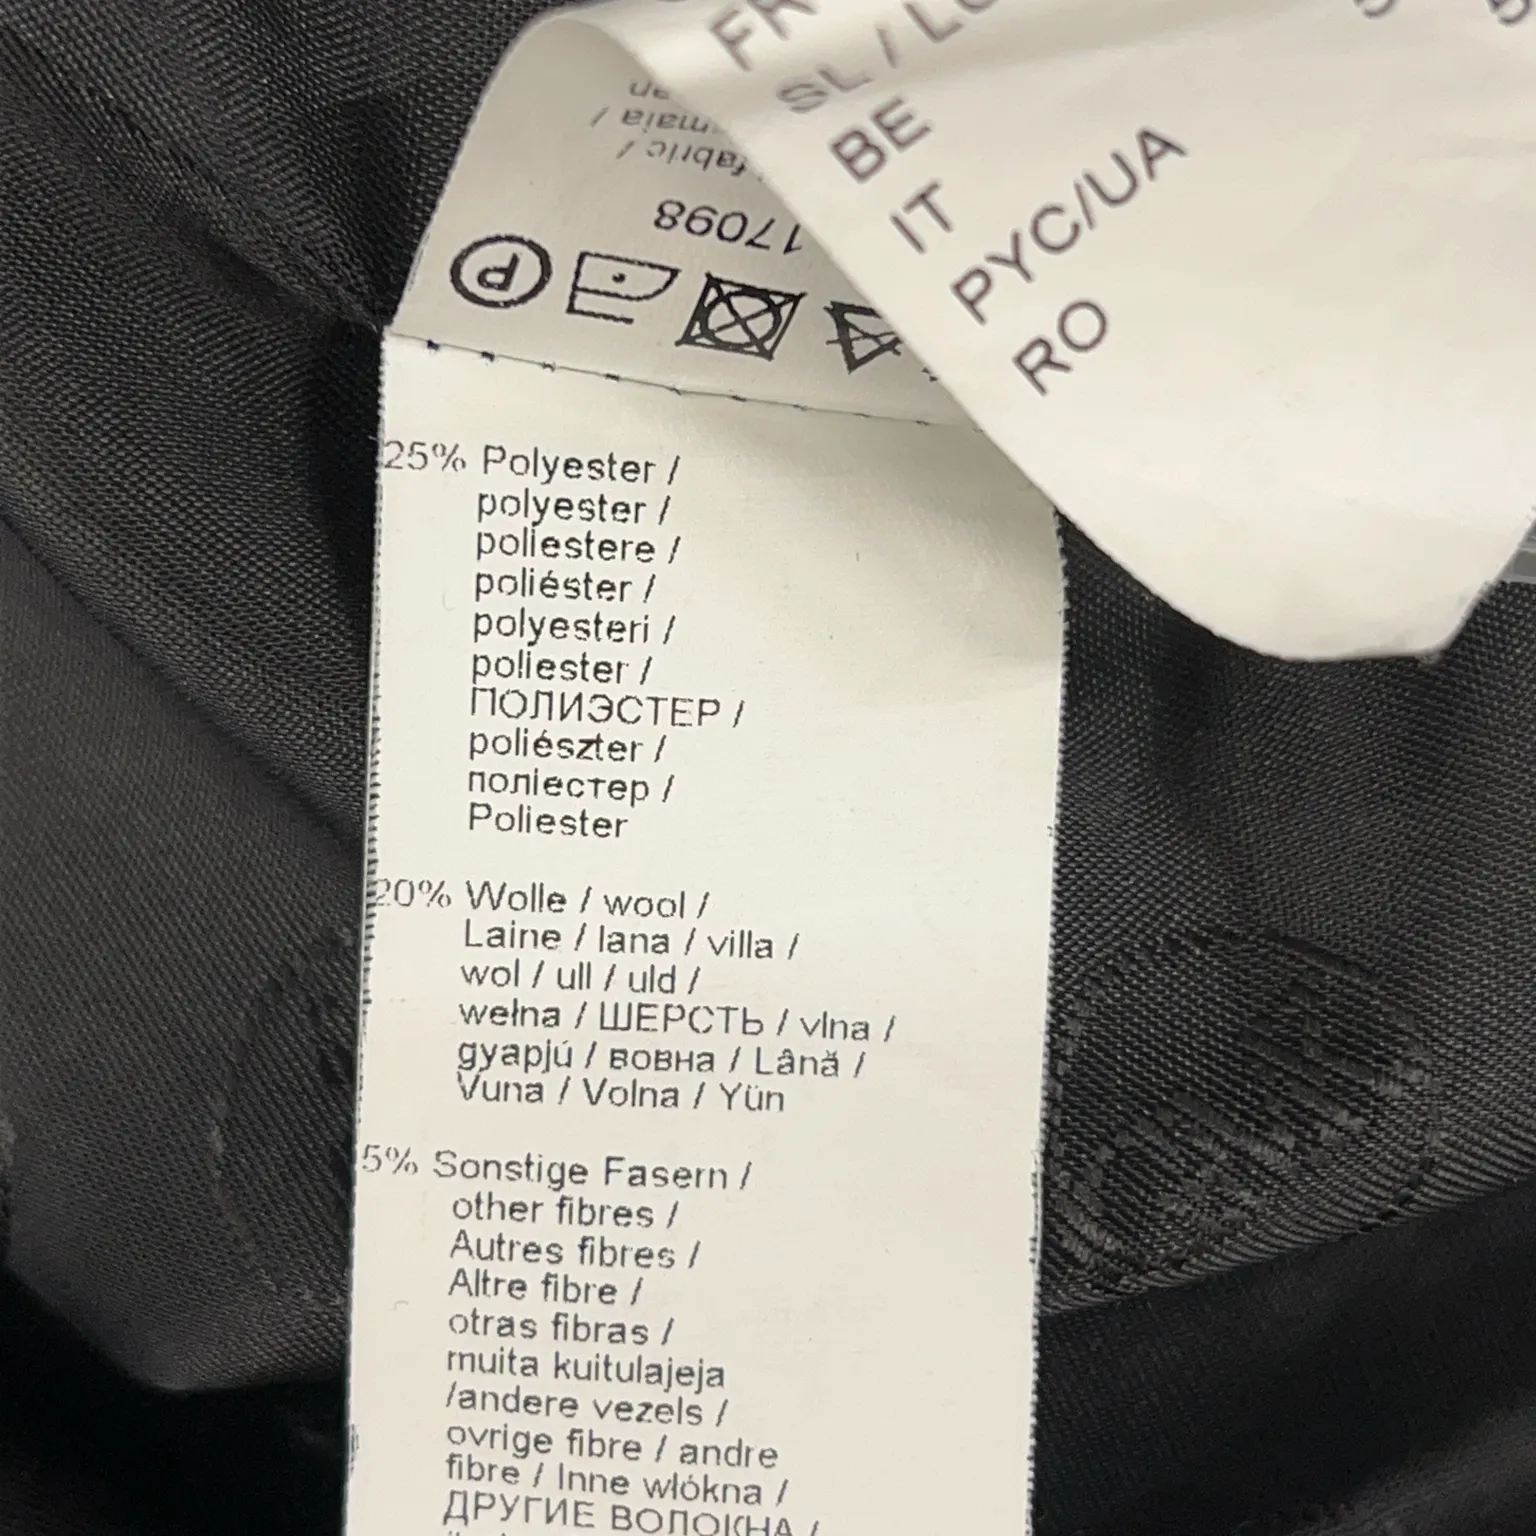 FR
SL / LU
BE
IT
PYC/UA
RO
fabric /
17098
P
25% Polyester /
polyester /
poliestere /
poliéster /
polyesteri /
poliester /
ПОЛИЭСТЕР /
poliészter /
поліестер /
Poliester
20% Wolle / wool /
Laine / lana / villa /
wol / ull / uld /
wełna / ШЕРСТЬ / vlna /
gyapjú / вовна / Lână /
Vuna / Volna / Yün
5% Sonstige Fasern /
other fibres /
Autres fibres /
Altre fibre /
otras fibras /
muita kuitulajeja
/andere vezels /
ovrige fibre / andre
fibre / Inne włókna /
ДРУГИЕ ВОЛОКНА /